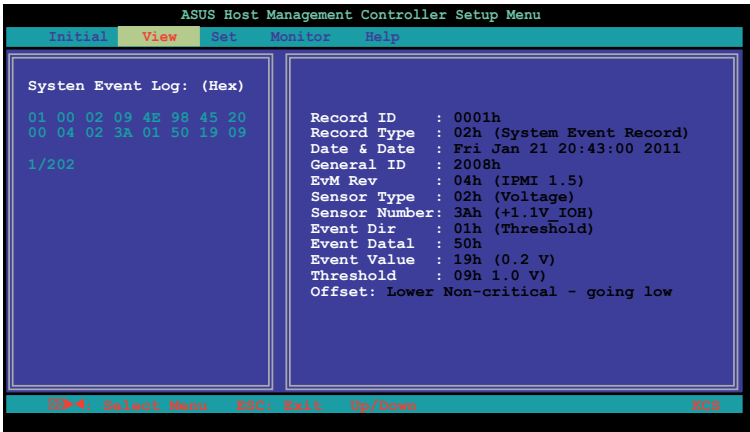 ASUS Host Management Controller Setup Menu
Initial View Set Monitor Help
Systen Event Log: (Hex)
01 00 02 09 4E 98 45 20
00 04 02 3A 01 50 19 09
1/202
Record ID : 0001h
Record Type : 02h (System Event Record)
Date & Date : Fri Jan 21 20:43:00 2011
General ID : 2008h
EvM Rev : 04h (IPMI 1.5)
Sensor Type : 02h (Voltage)
Sensor Number: 3Ah (+1.1V_IOH)
Event Dir : 01h (Threshold)
Event Datal : 50h
Event Value : 19h (0.2 V)
Threshold : 09h 1.0 V)
Offset: Lower Non-critical - going low
: Select Menu ESC: Exit Up/Down KCS